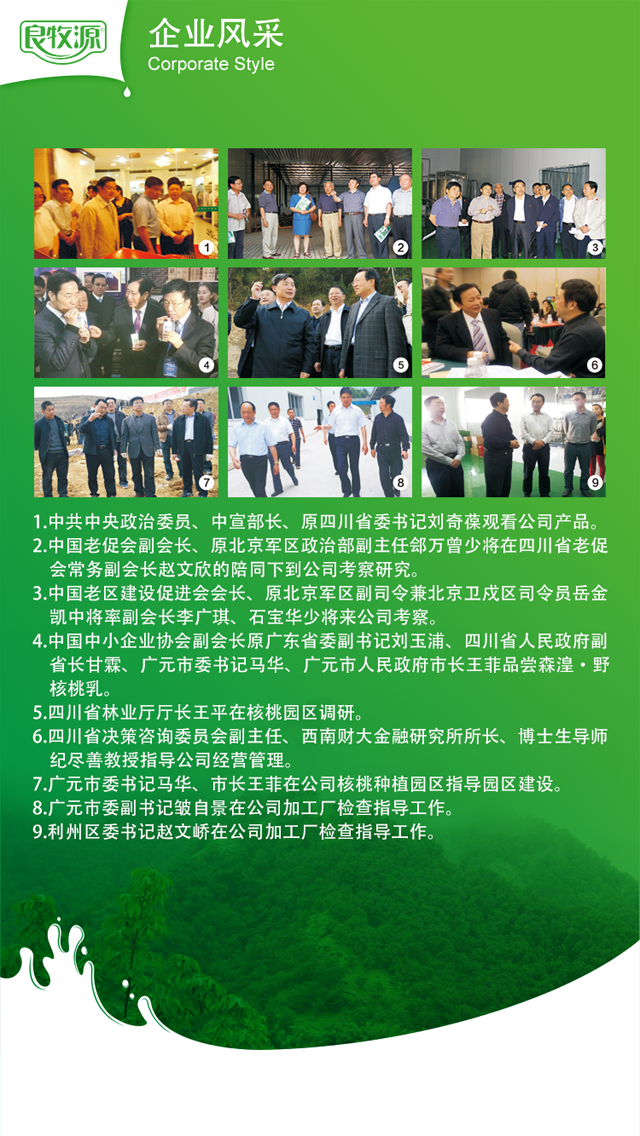 良牧源
企业风采
Corporate Style
1
2
3
4
5
6
7
8
9
1.中共中央政治委员、中宣部长、原四川省委书记刘奇葆观看公司产品。
2.中国老促会副会长、原北京军区政治部副主任郐万曾少将在四川省老促
会常务副会长赵文欣的陪同下到公司考察研究。
3.中国老区建设促进会会长、原北京军区副司令兼北京卫戍区司令员岳金
凯中将率副会长李广琪、石宝华少将来公司考察。
4.中国中小企业协会副会长原广东省委副书记刘玉浦、四川省人民政府副
省长甘霖、广元市委书记马华、广元市人民政府市长王菲品尝森湟·野
核桃乳。
5.四川省林业厅厅长王平在核桃园区调研。
6.四川省决策咨询委员会副主任、西南财大金融研究所所长、博士生导师
纪尽善教授指导公司经营管理。
7.广元市委书记马华、市长王菲在公司核桃种植园区指导园区建设。
8.广元市委副书记皱自景在公司加工厂检查指导工作。
9.利州区委书记赵文峤在公司加工厂检查指导工作。